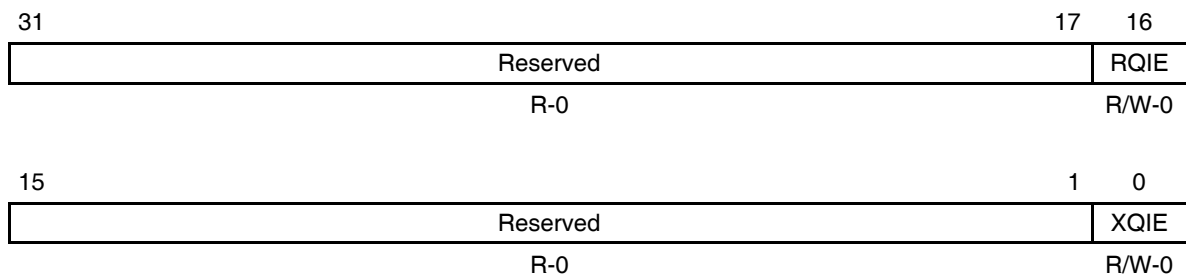 31 17 16
Reserved RQIE
R-0 R/W-0
15 1 0
Reserved XQIE
R-0 R/W-0